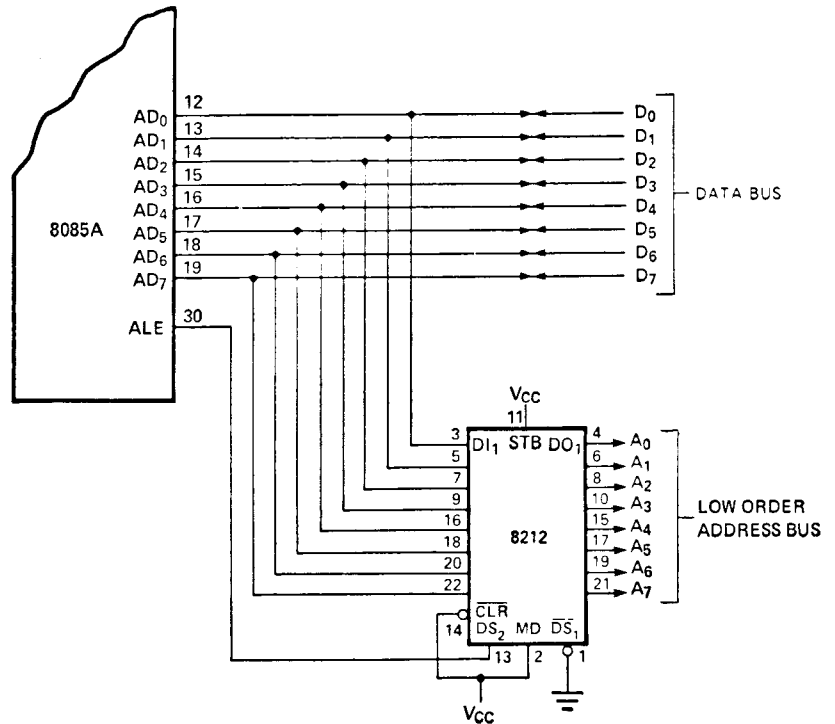 8085A
AD0 12 D0
AD1 13 D1
AD2 14 D2
AD3 15 D3
AD4 16 D4
AD5 17 D5
AD6 18 D6
AD7 19 D7
DATA BUS
ALE 30
VCC
11
3 DI1 STB DO1 4 A0
5 6 A1
7 8 A2
9 10 A3
16 15 A4
18 17 A5
20 19 A6
22 21 A7
8212
LOW ORDER
ADDRESS BUS
C̅L̅R̅
14 DS2 MD D̅S̅1
13 2 1
VCC